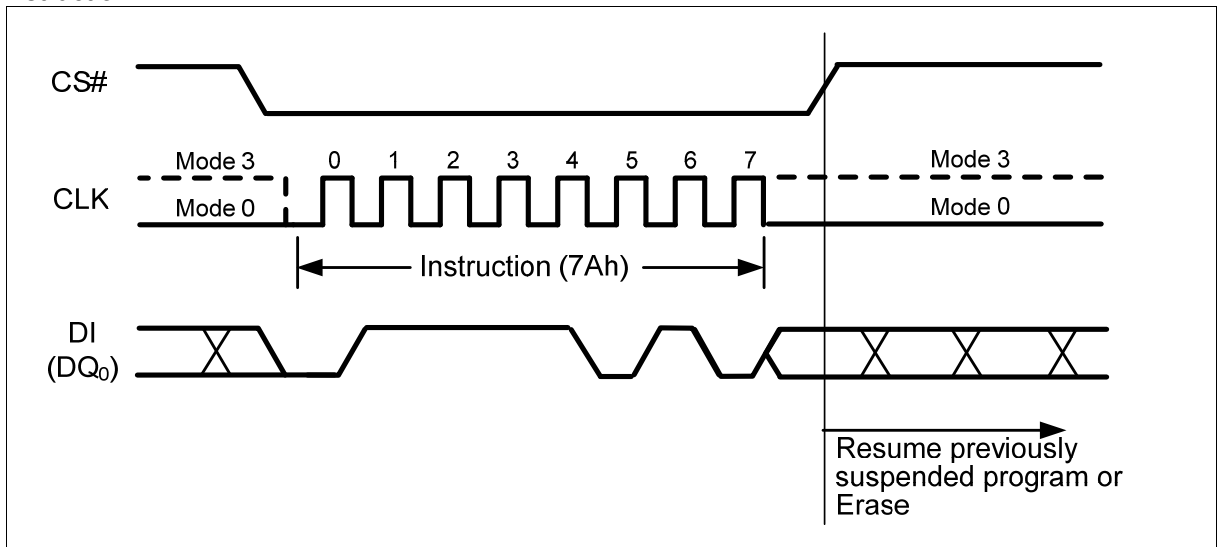 CS#
Mode 3 0 1 2 3 4 5 6 7 Mode 3
CLK
Mode 0 Mode 0
Instruction (7Ah)
DI
(DQ₀)
Resume previously
suspended program or
Erase